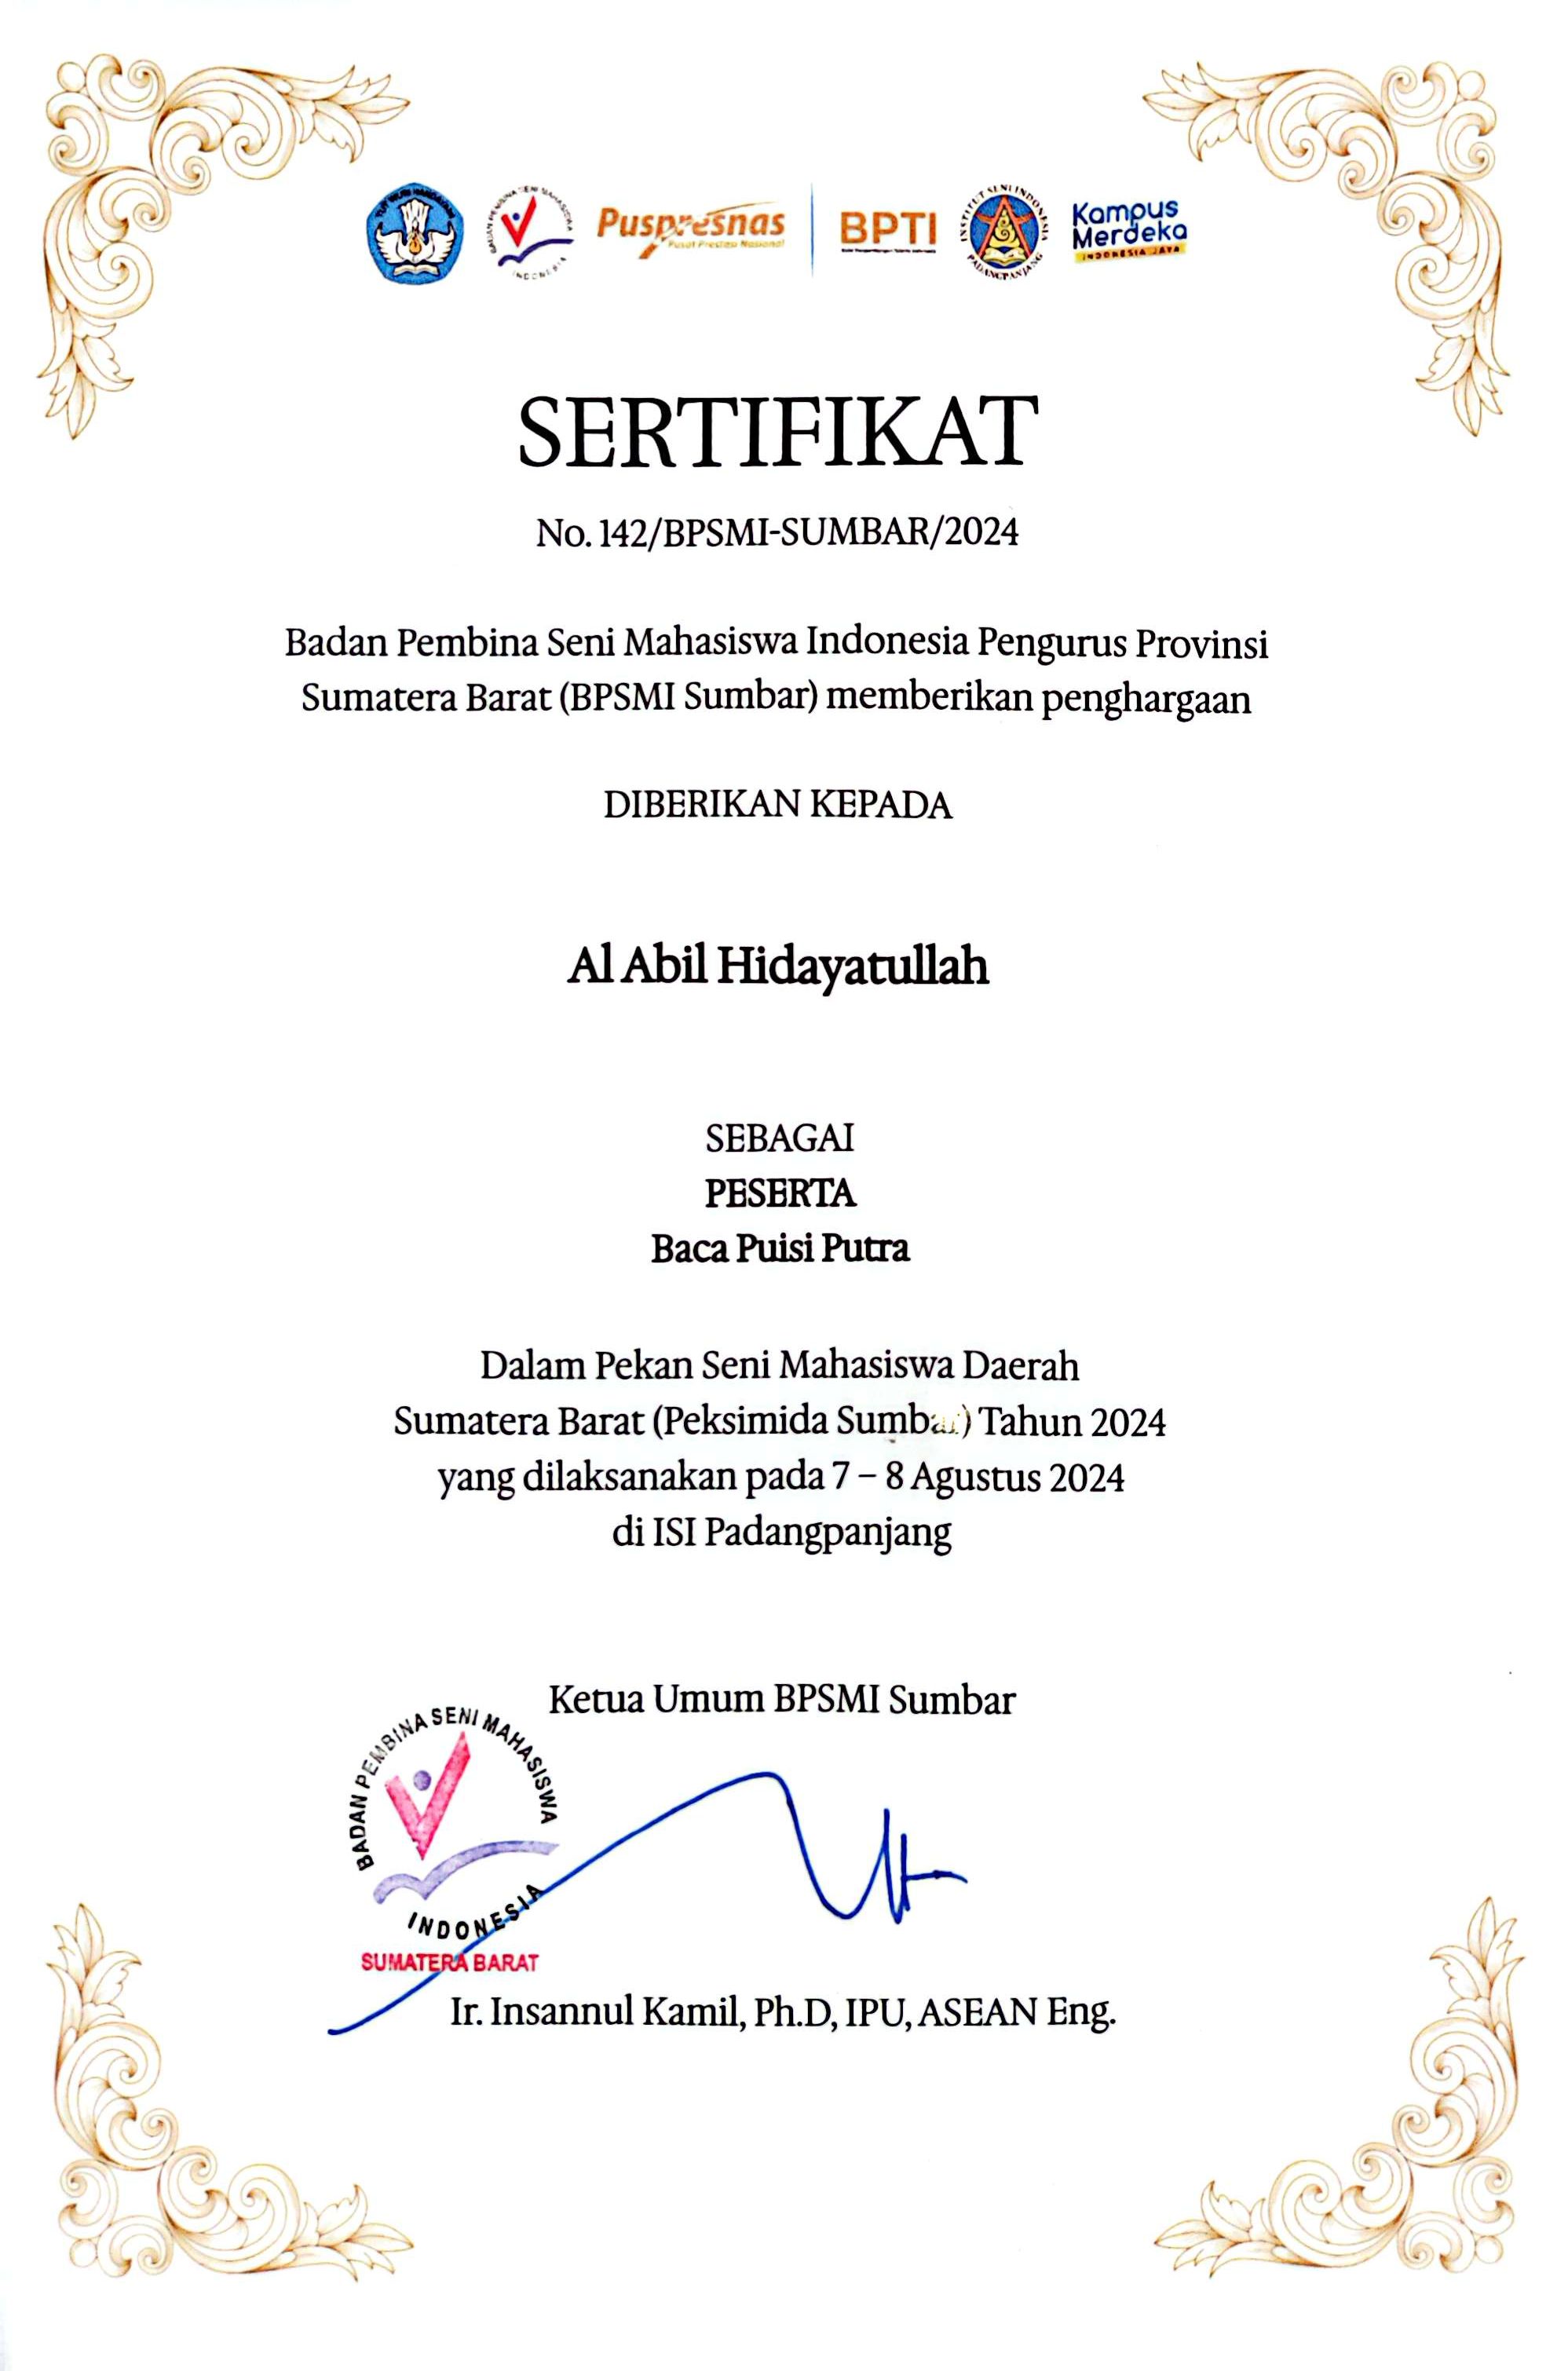 TUT WURI HANDAYANI
BADAN PEMBINA SENI MAHASISWA
INDONESIA
Puspresnas
Pusat Prestasi Nasional
BPTI
INSTITUT SENI INDONESIA
PADANGPANJANG
Kampus
Merdeka
INDONESIA JAYA
SERTIFIKAT
No. 142/BPSMI-SUMBAR/2024
Badan Pembina Seni Mahasiswa Indonesia Pengurus Provinsi
Sumatera Barat (BPSMI Sumbar) memberikan penghargaan
DIBERIKAN KEPADA
Al Abil Hidayatullah
SEBAGAI
PESERTA
Baca Puisi Putra
Dalam Pekan Seni Mahasiswa Daerah
Sumatera Barat (Peksimida Sumbar) Tahun 2024
yang dilaksanakan pada 7 – 8 Agustus 2024
di ISI Padangpanjang
Ketua Umum BPSMI Sumbar
BADAN PEMBINA SENI MAHASISWA
INDONESIA
SUMATERA BARAT
Ir. Insannul Kamil, Ph.D, IPU, ASEAN Eng.